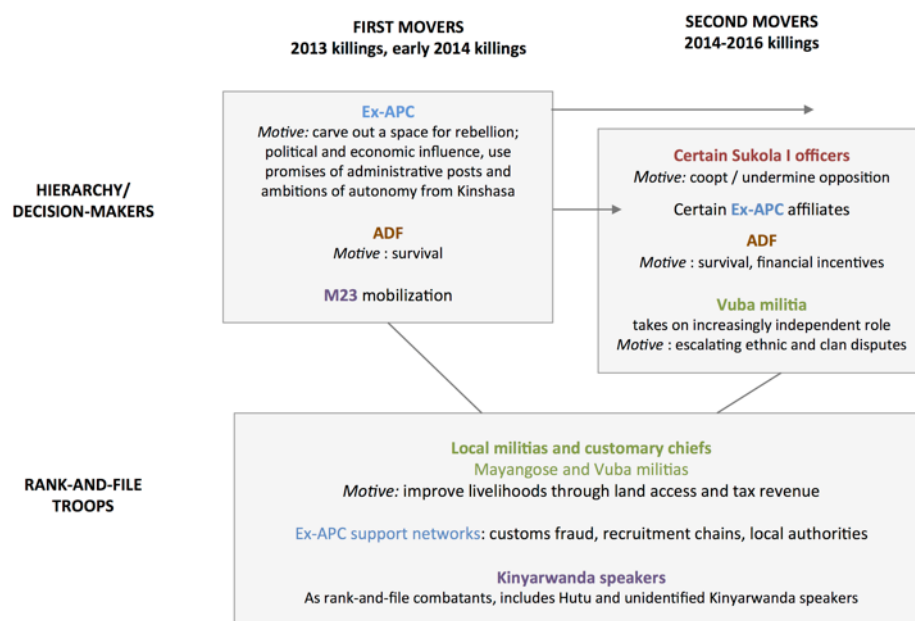 FIRST MOVERS
2013 killings, early 2014 killings
SECOND MOVERS
2014-2016 killings
HIERARCHY/
DECISION-MAKERS
Ex-APC
Motive: carve out a space for rebellion;
political and economic influence, use
promises of administrative posts and
ambitions of autonomy from Kinshasa
ADF
Motive : survival
M23 mobilization
Certain Sukola I officers
Motive: coopt / undermine opposition
Certain Ex-APC affiliates
ADF
Motive : survival, financial incentives
Vuba militia
takes on increasingly independent role
Motive : escalating ethnic and clan disputes
RANK-AND-FILE
TROOPS
Local militias and customary chiefs
Mayangose and Vuba militias
Motive: improve livelihoods through land access and tax revenue
Ex-APC support networks: customs fraud, recruitment chains, local authorities
Kinyarwanda speakers
As rank-and-file combatants, includes Hutu and unidentified Kinyarwanda speakers